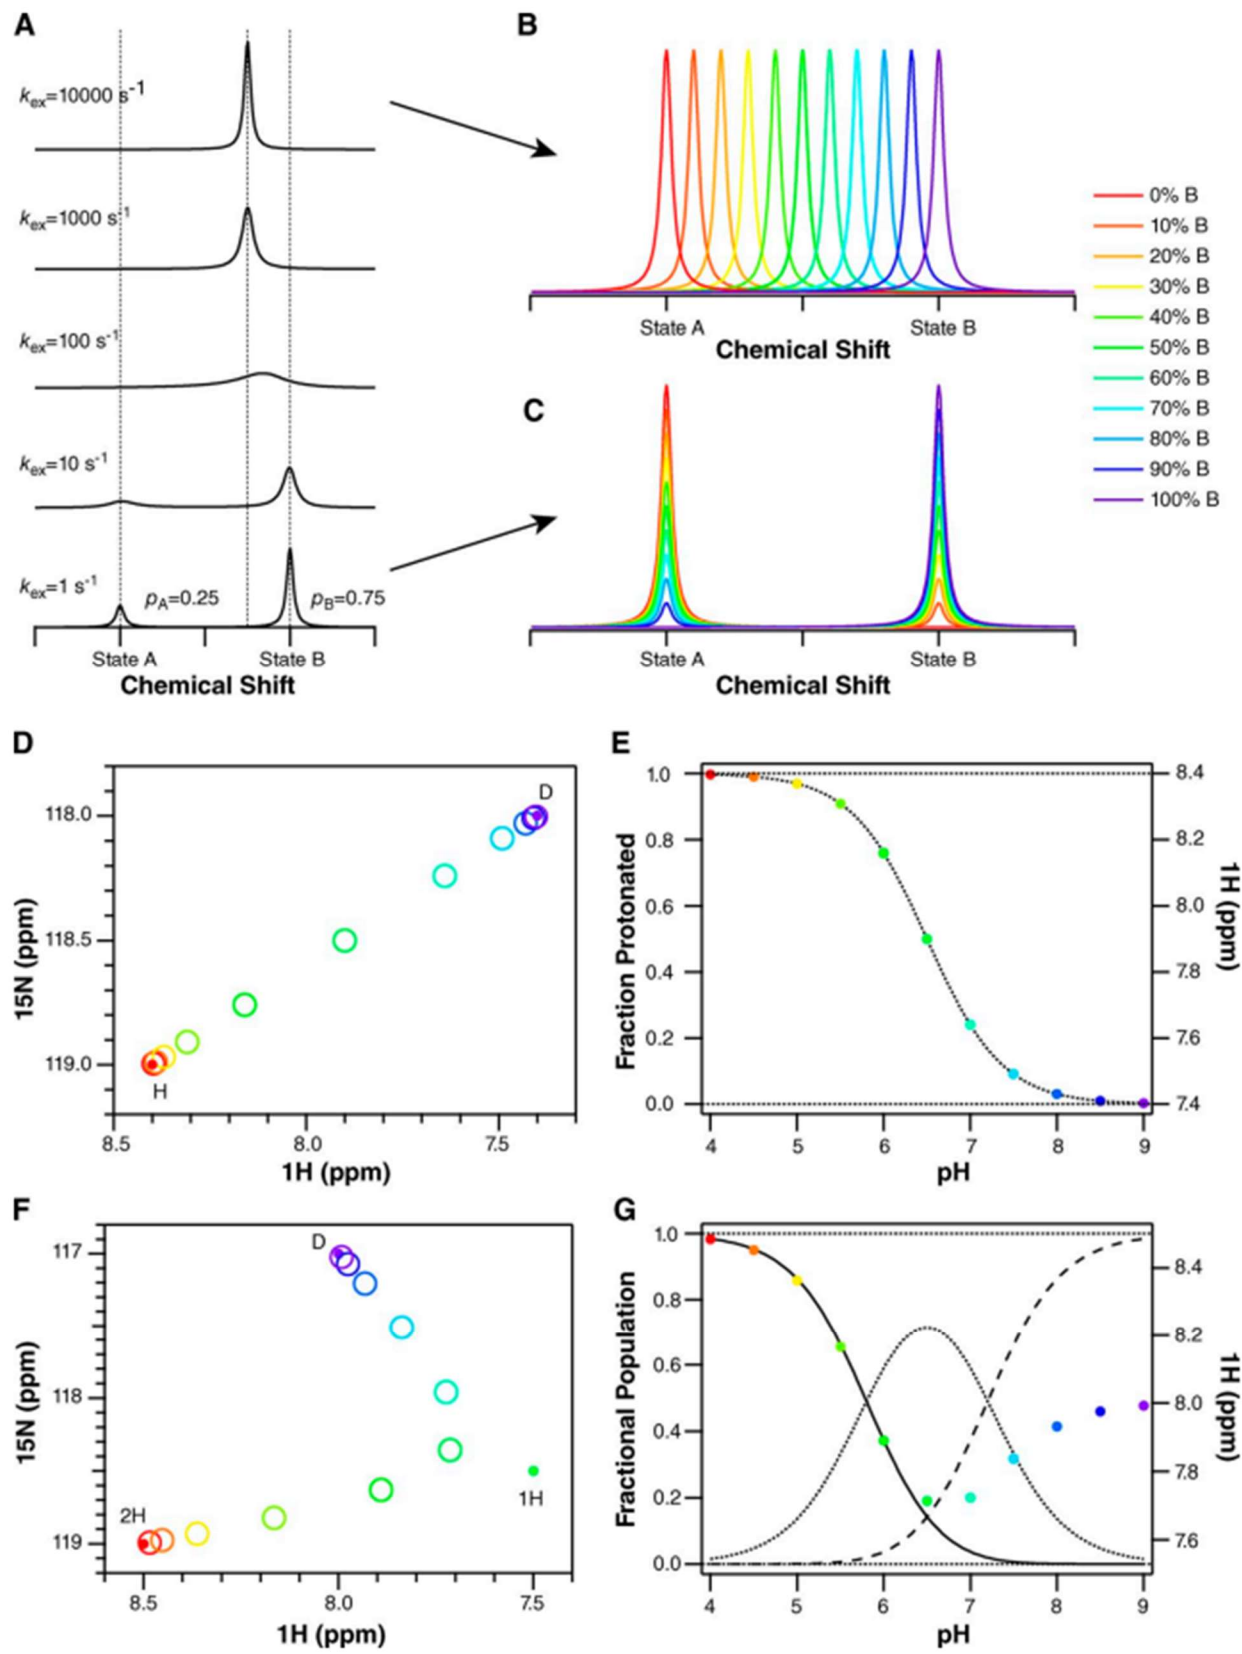 A
kex=10000 s-1
kex=1000 s-1
kex=100 s-1
kex=10 s-1
kex=1 s-1
pA=0.25
pB=0.75
State A
State B
Chemical Shift
B
State A
State B
Chemical Shift
C
State A
State B
Chemical Shift
0% B
10% B
20% B
30% B
40% B
50% B
60% B
70% B
80% B
90% B
100% B
D
15N (ppm)
118.0
118.5
119.0
D
H
8.5
8.0
7.5
1H (ppm)
E
Fraction Protonated
1.0
0.8
0.6
0.4
0.2
0.0
8.4
8.2
8.0
7.8
7.6
7.4
1H (ppm)
4
5
6
7
8
9
pH
F
15N (ppm)
117
118
119
D
2H
1H
8.5
8.0
7.5
1H (ppm)
G
Fractional Population
1.0
0.8
0.6
0.4
0.2
0.0
8.4
8.2
8.0
7.8
7.6
1H (ppm)
4
5
6
7
8
9
pH